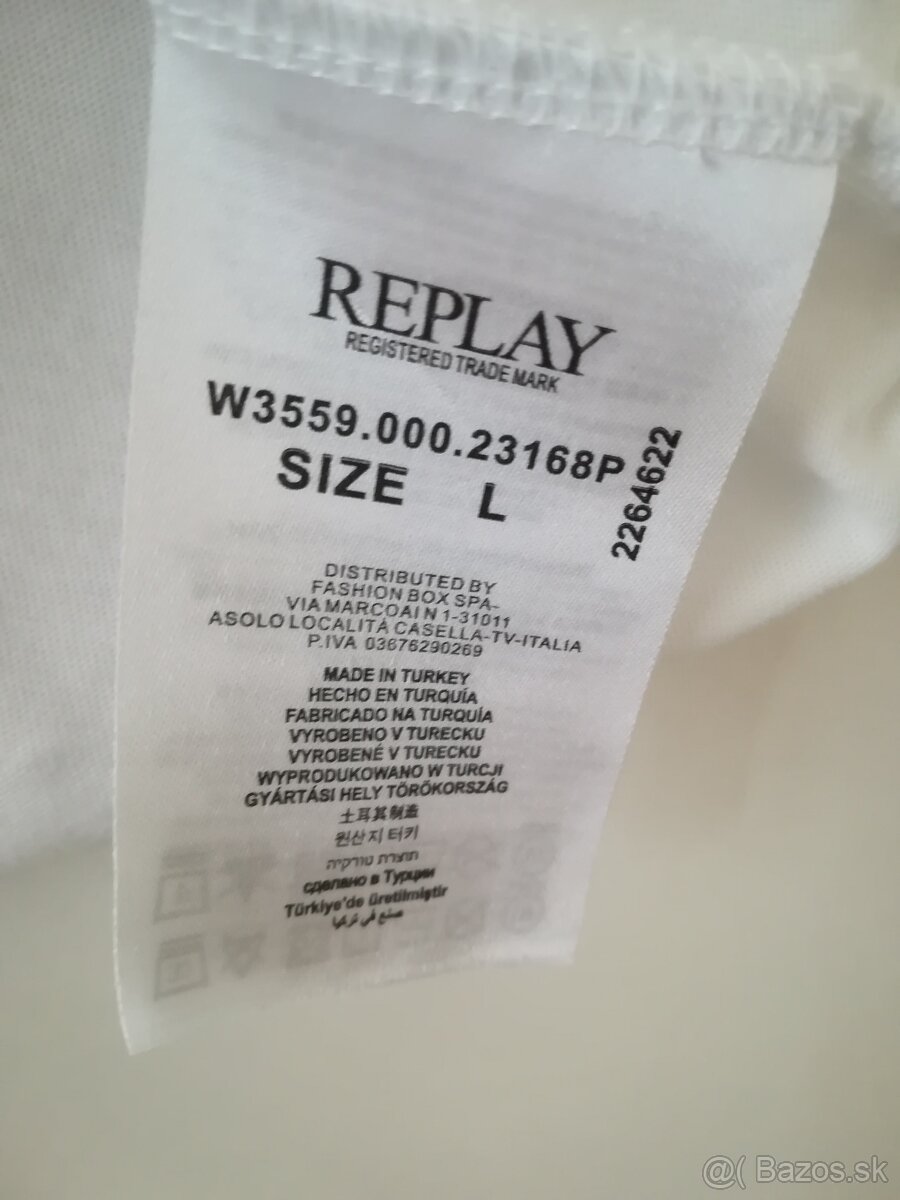 REPLAY
REGISTERED TRADE MARK
W3559.000.23168P
2264622
SIZE L
DISTRIBUTED BY
FASHION BOX SPA-
VIA MARCOAI N 1-31011
ASOLO LOCALITÀ CASELLA-TV-ITALIA
P.IVA 03676290269
MADE IN TURKEY
HECHO EN TURQUÍA
FABRICADO NA TURQUÍA
VYROBENO V TURECKU
VYROBENÉ V TURECKU
WYPRODUKOWANO W TURCJI
GYÁRTÁSI HELY TÖRÖKORSZÁG
土耳其制造
원산지 터키
תוצרת טורקיה
сделано в Турции
Türkiye'de üretilmiştir
صنع في تركيا
@( Bazos.sk